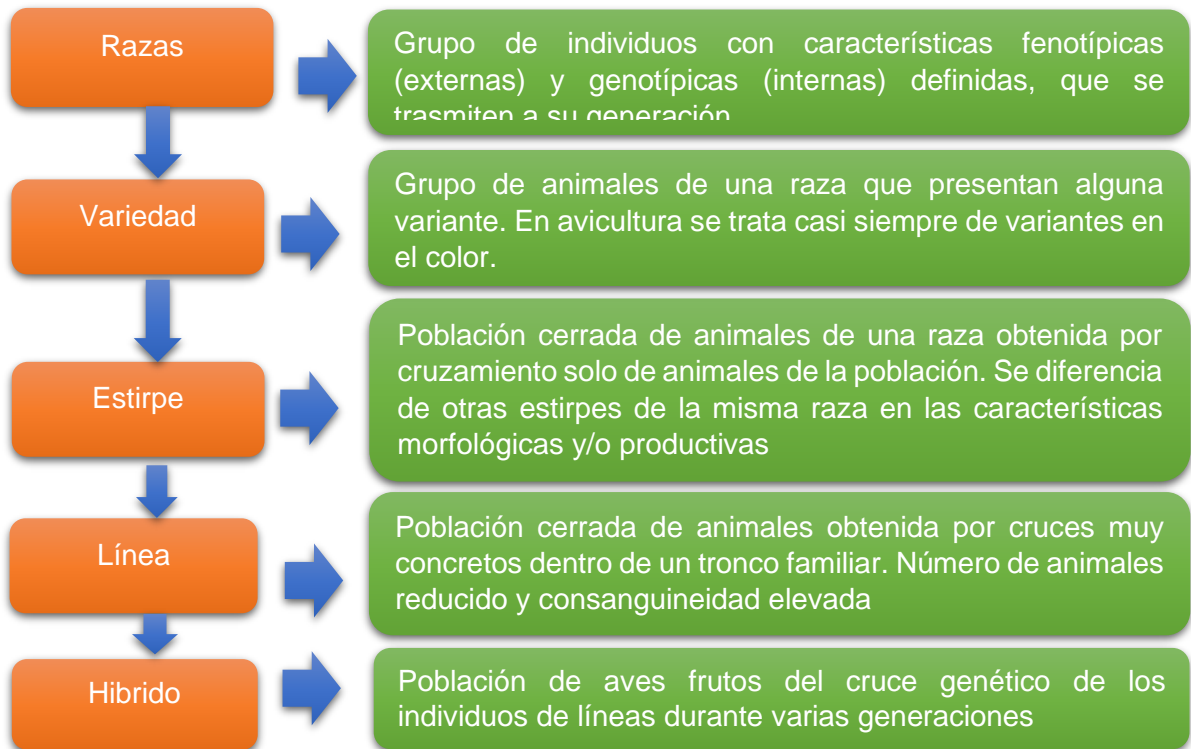 Razas
Grupo de individuos con características fenotípicas
(externas) y genotípicas (internas) definidas, que se
trasmiten a su generación
Variedad
Grupo de animales de una raza que presentan alguna
variante. En avicultura se trata casi siempre de variantes en
el color.
Estirpe
Población cerrada de animales de una raza obtenida por
cruzamiento solo de animales de la población. Se diferencia
de otras estirpes de la misma raza en las características
morfológicas y/o productivas
Línea
Población cerrada de animales obtenida por cruces muy
concretos dentro de un tronco familiar. Número de animales
reducido y consanguineidad elevada
Hibrido
Población de aves frutos del cruce genético de los
individuos de líneas durante varias generaciones